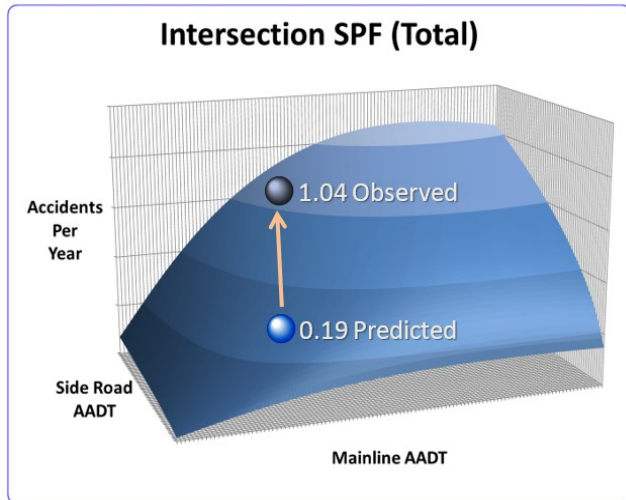 Intersection SPF (Total)
1.04 Observed
Accidents
Per
Year
0.19 Predicted
Side Road
AADT
Mainline AADT